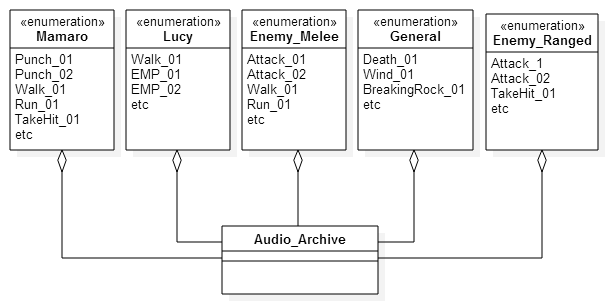 «enumeration»
Mamaro
Punch_01
Punch_02
Walk_01
Run_01
TakeHit_01
etc
«enumeration»
Lucy
Walk_01
EMP_01
EMP_02
etc
«enumeration»
Enemy_Melee
Attack_01
Attack_02
Walk_01
Run_01
etc
«enumeration»
General
Death_01
Wind_01
BreakingRock_01
etc
«enumeration»
Enemy_Ranged
Attack_1
Attack_02
TakeHit_01
etc
Audio_Archive